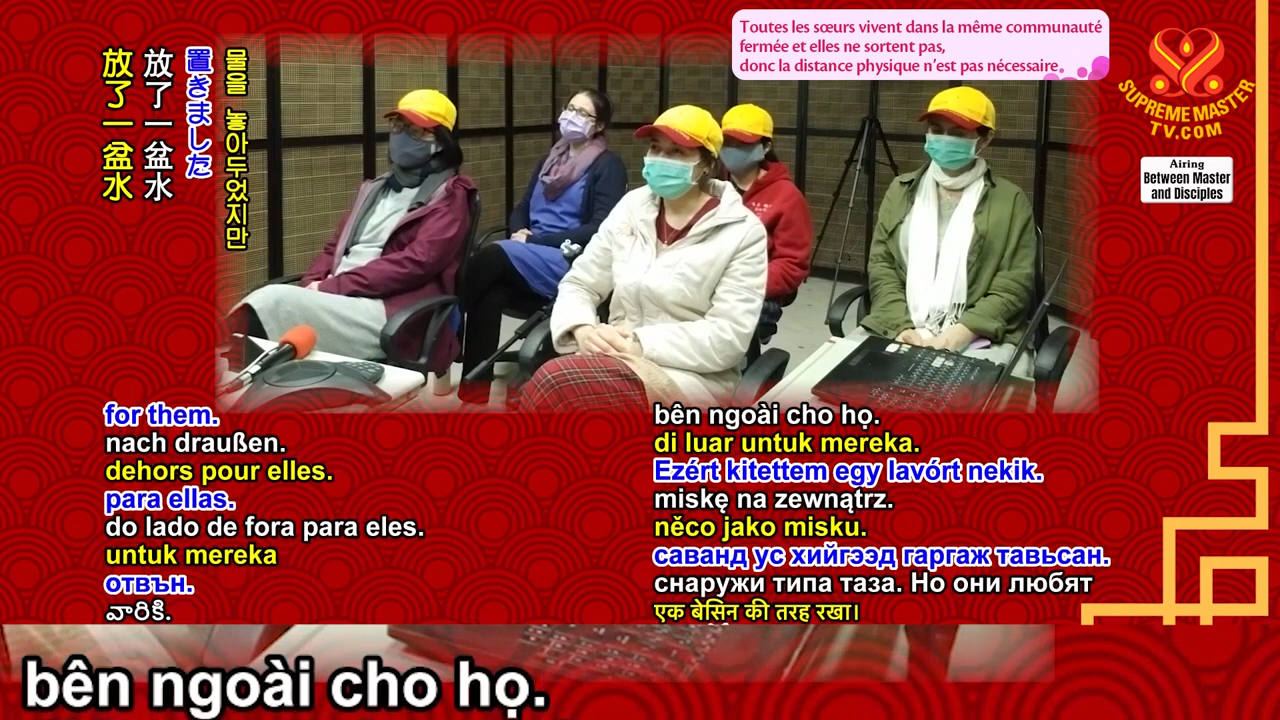 Toutes les sœurs vivent dans la même communauté
fermée et elles ne sortent pas,
donc la distance physique n'est pas nécessaire.
SUPREME MASTER
TV.COM
Airing
Between Master
and Disciples
放了一盆水
放了一盆水
置きました
물을 놓아두었지만
for them.
nach draußen.
dehors pour elles.
para ellas.
do lado de fora para eles.
untuk mereka
отвън.
వారికి.
bên ngoài cho họ.
di luar untuk mereka.
Ezért kitettem egy lavórt nekik.
miskę na zewnątrz.
něco jako misku.
саванд ус хийгээд гаргаж тавьсан.
снаружи типа таза. Но они любят
एक बेसिन की तरह रखा।
bên ngoài cho họ.